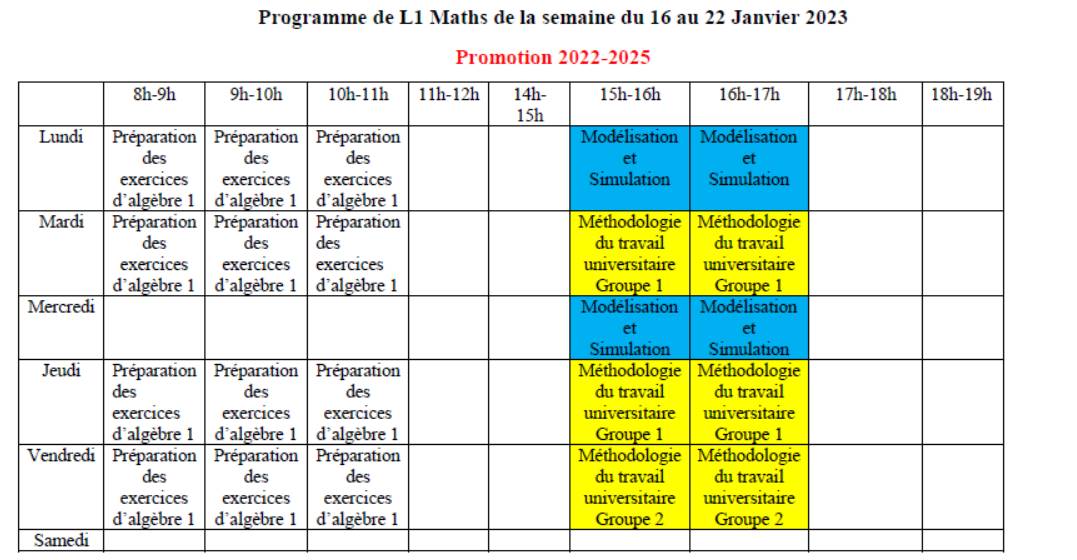 Programme de L1 Maths de la semaine du 16 au 22 Janvier 2023
Promotion 2022-2025
8h-9h 9h-10h 10h-11h 11h-12h 14h- 15h-16h 16h-17h 17h-18h 18h-19h
15h
Lundi Préparation Préparation Préparation Modélisation Modélisation
des des des et et
exercices exercices exercices Simulation Simulation
d’algèbre 1 d’algèbre 1 d’algèbre 1
Mardi Préparation Préparation Préparation Méthodologie Méthodologie
des des des du travail du travail
exercices exercices exercices universitaire universitaire
d’algèbre 1 d’algèbre 1 d’algèbre 1 Groupe 1 Groupe 1
Mercredi Modélisation Modélisation
et et
Simulation Simulation
Jeudi Préparation Préparation Préparation Méthodologie Méthodologie
des des des du travail du travail
exercices exercices exercices universitaire universitaire
d’algèbre 1 d’algèbre 1 d’algèbre 1 Groupe 1 Groupe 1
Vendredi Préparation Préparation Préparation Méthodologie Méthodologie
des des des du travail du travail
exercices exercices exercices universitaire universitaire
d’algèbre 1 d’algèbre 1 d’algèbre 1 Groupe 2 Groupe 2
Samedi